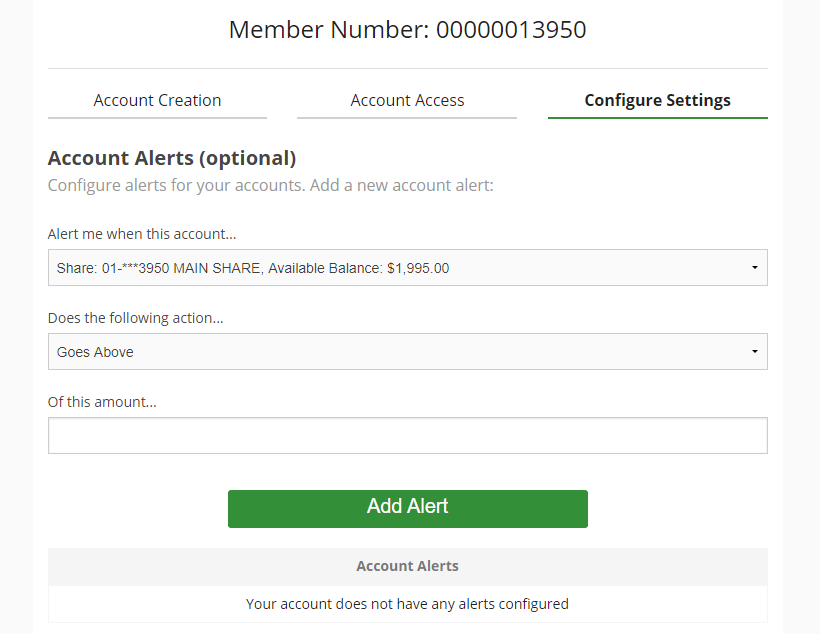 Member Number: 00000013950
Account Creation
Account Access
Configure Settings
Account Alerts (optional)
Configure alerts for your accounts. Add a new account alert:
Alert me when this account...
Share: 01-***3950 MAIN SHARE, Available Balance: $1,995.00
Does the following action...
Goes Above
Of this amount...
Add Alert
Account Alerts
Your account does not have any alerts configured